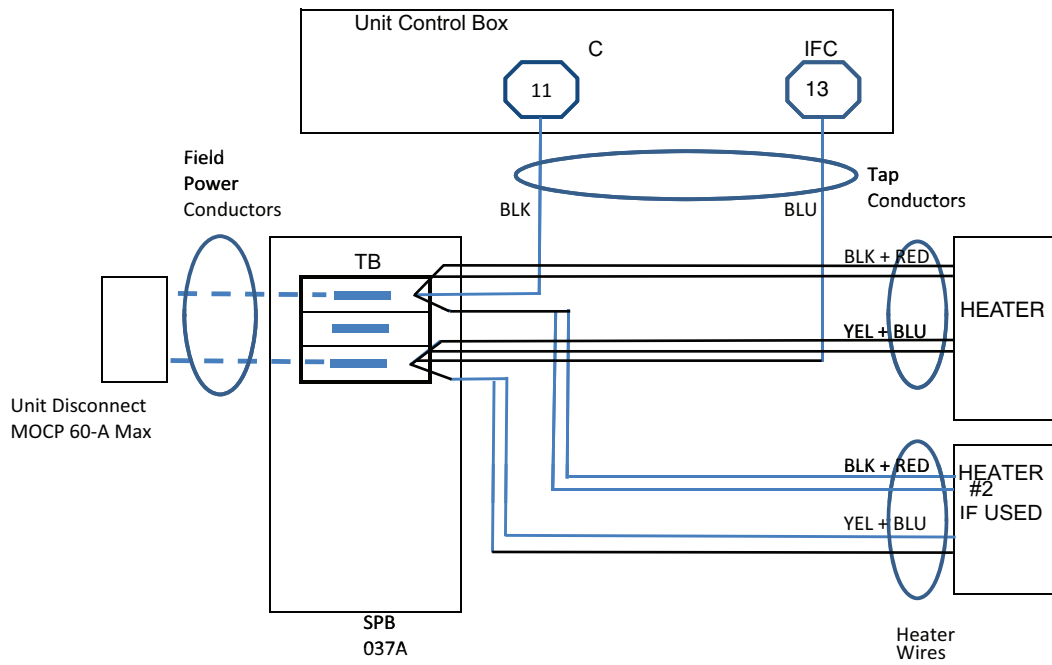 Unit Control Box
C
IFC
11
13
Field
Power
Conductors
Tap
Conductors
BLK
BLU
TB
BLK + RED
HEATER
YEL + BLU
Unit Disconnect
MOCP 60-A Max
BLK + RED
HEATER
#2
IF USED
YEL + BLU
SPB
037A
Heater
Wires